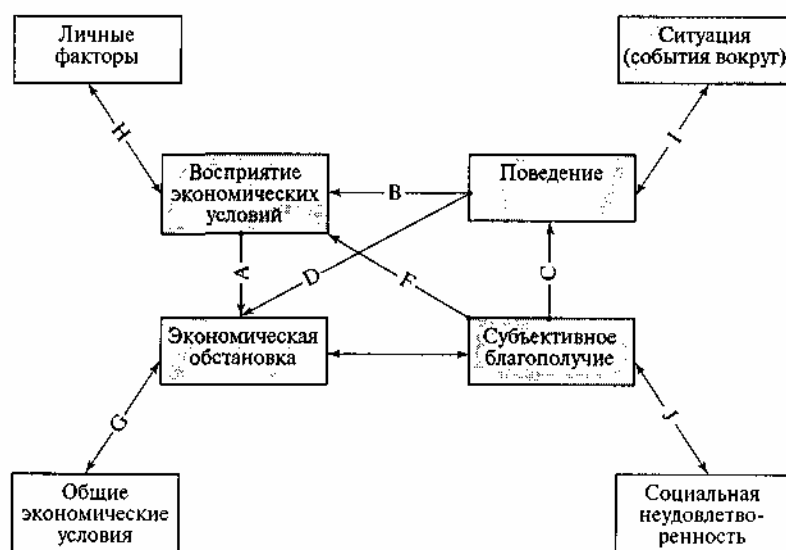 Личные
факторы
Ситуация
(события вокруг)
H
I
Восприятие
экономических
условий
B
Поведение
A
D
F
C
Экономическая
обстановка
Субъективное
благополучие
G
J
Общие
экономические
условия
Социальная
неудовлетво-
ренность